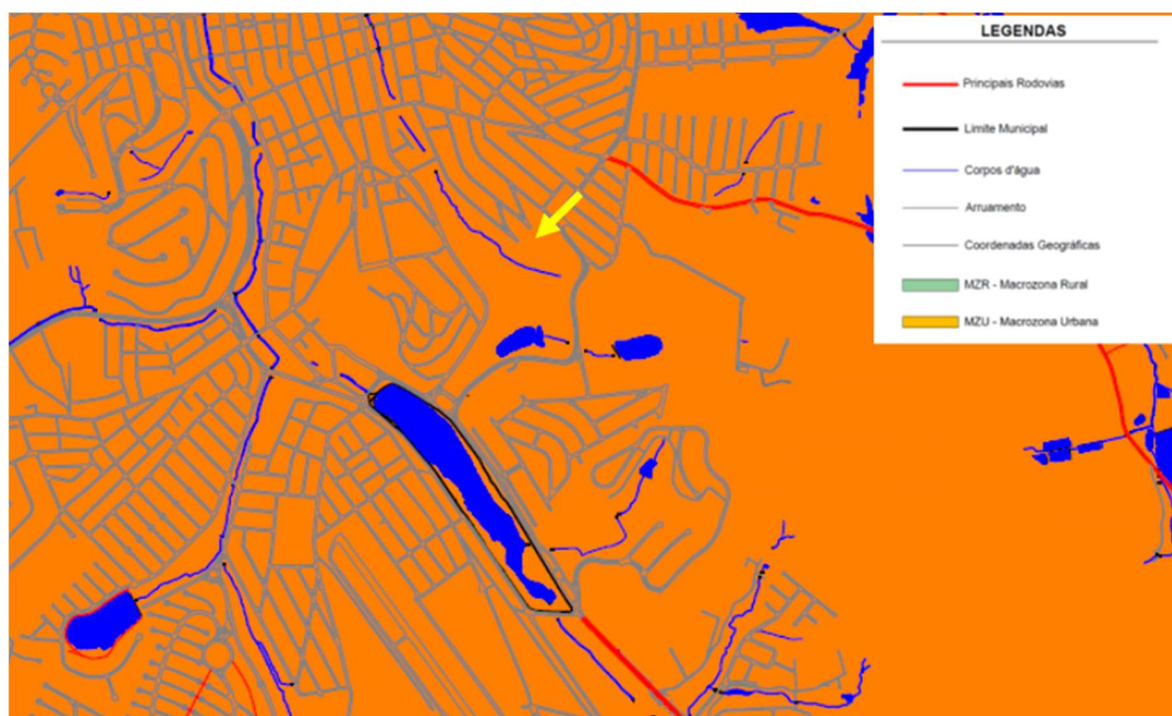 LEGENDAS
Principais Rodovias
Limite Municipal
Corpos d'água
Arruamento
Coordenadas Geográficas
MZR - Macrozona Rural
MZU - Macrozona Urbana